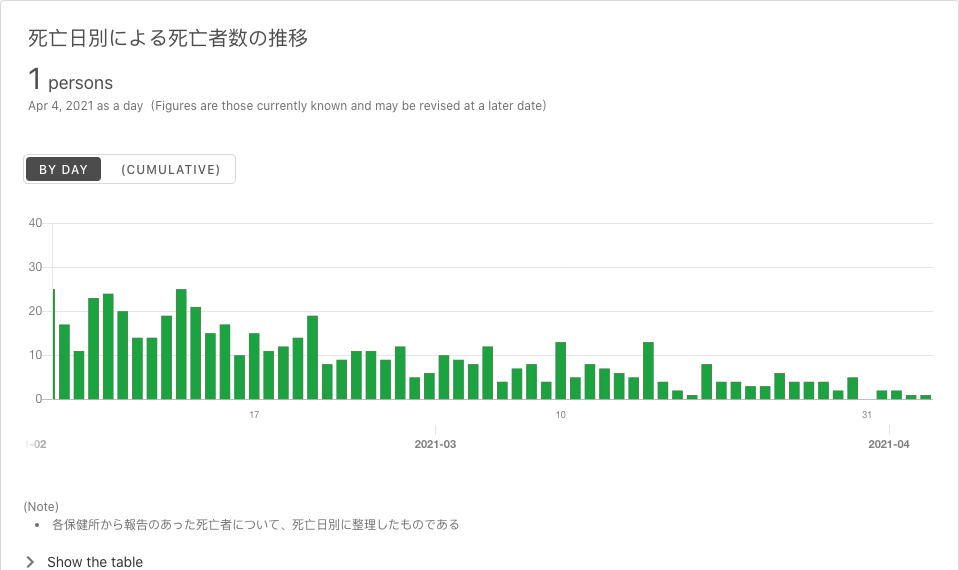 死亡日別による死亡者数の推移
1 persons
Apr 4, 2021 as a day (Figures are those currently known and may be revised at a later date)
BY DAY (CUMULATIVE)
40
30
20
10
0
17 10 31
-02 2021-03 2021-04
(Note)
• 各保健所から報告のあった死亡者について、死亡日別に整理したものである
Show the table